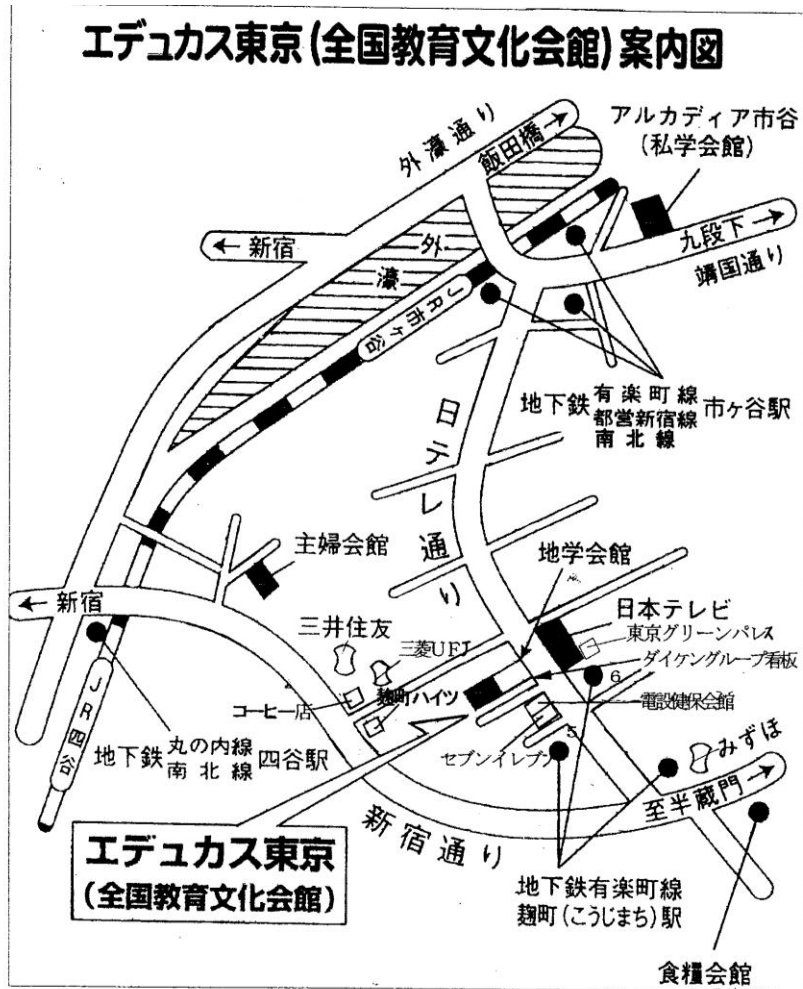 エデュカス東京(全国教育文化会館)案内図
外濠通り
飯田橋→
アルカディア市谷
(私学会館)
←新宿
外濠
九段下→
靖国通り
JR市ヶ谷
地下鉄 有楽町線 市ヶ谷駅
都営新宿線
南北線
日テレ通り
主婦会館
地学会館
←新宿
三井住友
日本テレビ
三菱UFJ
東京グリーンパレス
ダイケングループ看板
6
コーヒー店
麹町ハイツ
電設健保会館
JR四谷
地下鉄 丸の内線 四谷駅
南北線
セブンイレブン
5
みずほ
至半蔵門→
新宿通り
エデュカス東京
(全国教育文化会館)
地下鉄有楽町線
麹町(こうじまち)駅
食糧会館